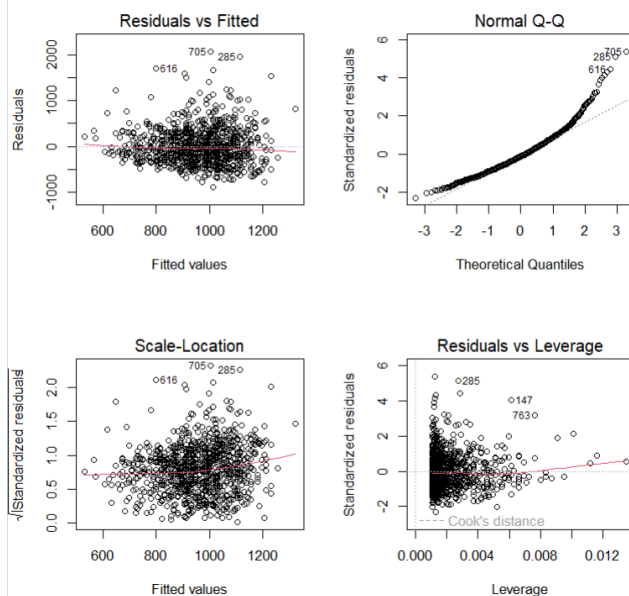 Residuals vs Fitted
Residuals
2000
1000
0
-1000
705
285
616
600 800 1000 1200
Fitted values
Normal Q-Q
Standardized residuals
6
4
2
0
-2
705
285
616
-3 -2 -1 0 1 2 3
Theoretical Quantiles
Scale-Location
√|Standardized residuals
2.0
1.5
1.0
0.5
0.0
705
285
616
600 800 1000 1200
Fitted values
Residuals vs Leverage
Standardized residuals
6
4
2
0
-2
285
147
763
Cook's distance
0.000 0.004 0.008 0.012
Leverage